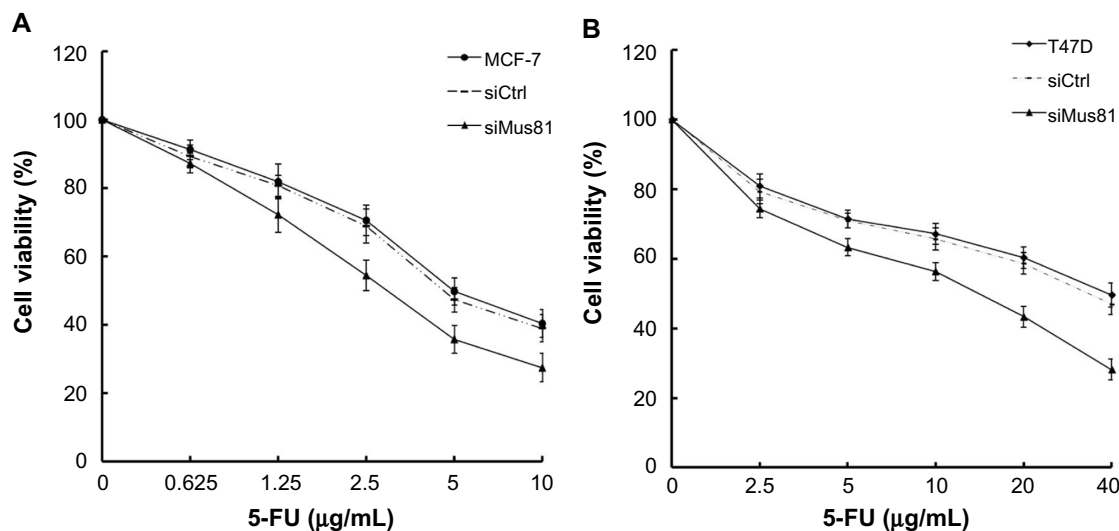 A
120
100
80
60
40
20
0
Cell viability (%)
MCF-7
siCtrl
siMus81
0 0.625 1.25 2.5 5 10
5-FU (μg/mL)
B
120
100
80
60
40
20
0
Cell viability (%)
T47D
siCtrl
siMus81
0 2.5 5 10 20 40
5-FU (μg/mL)